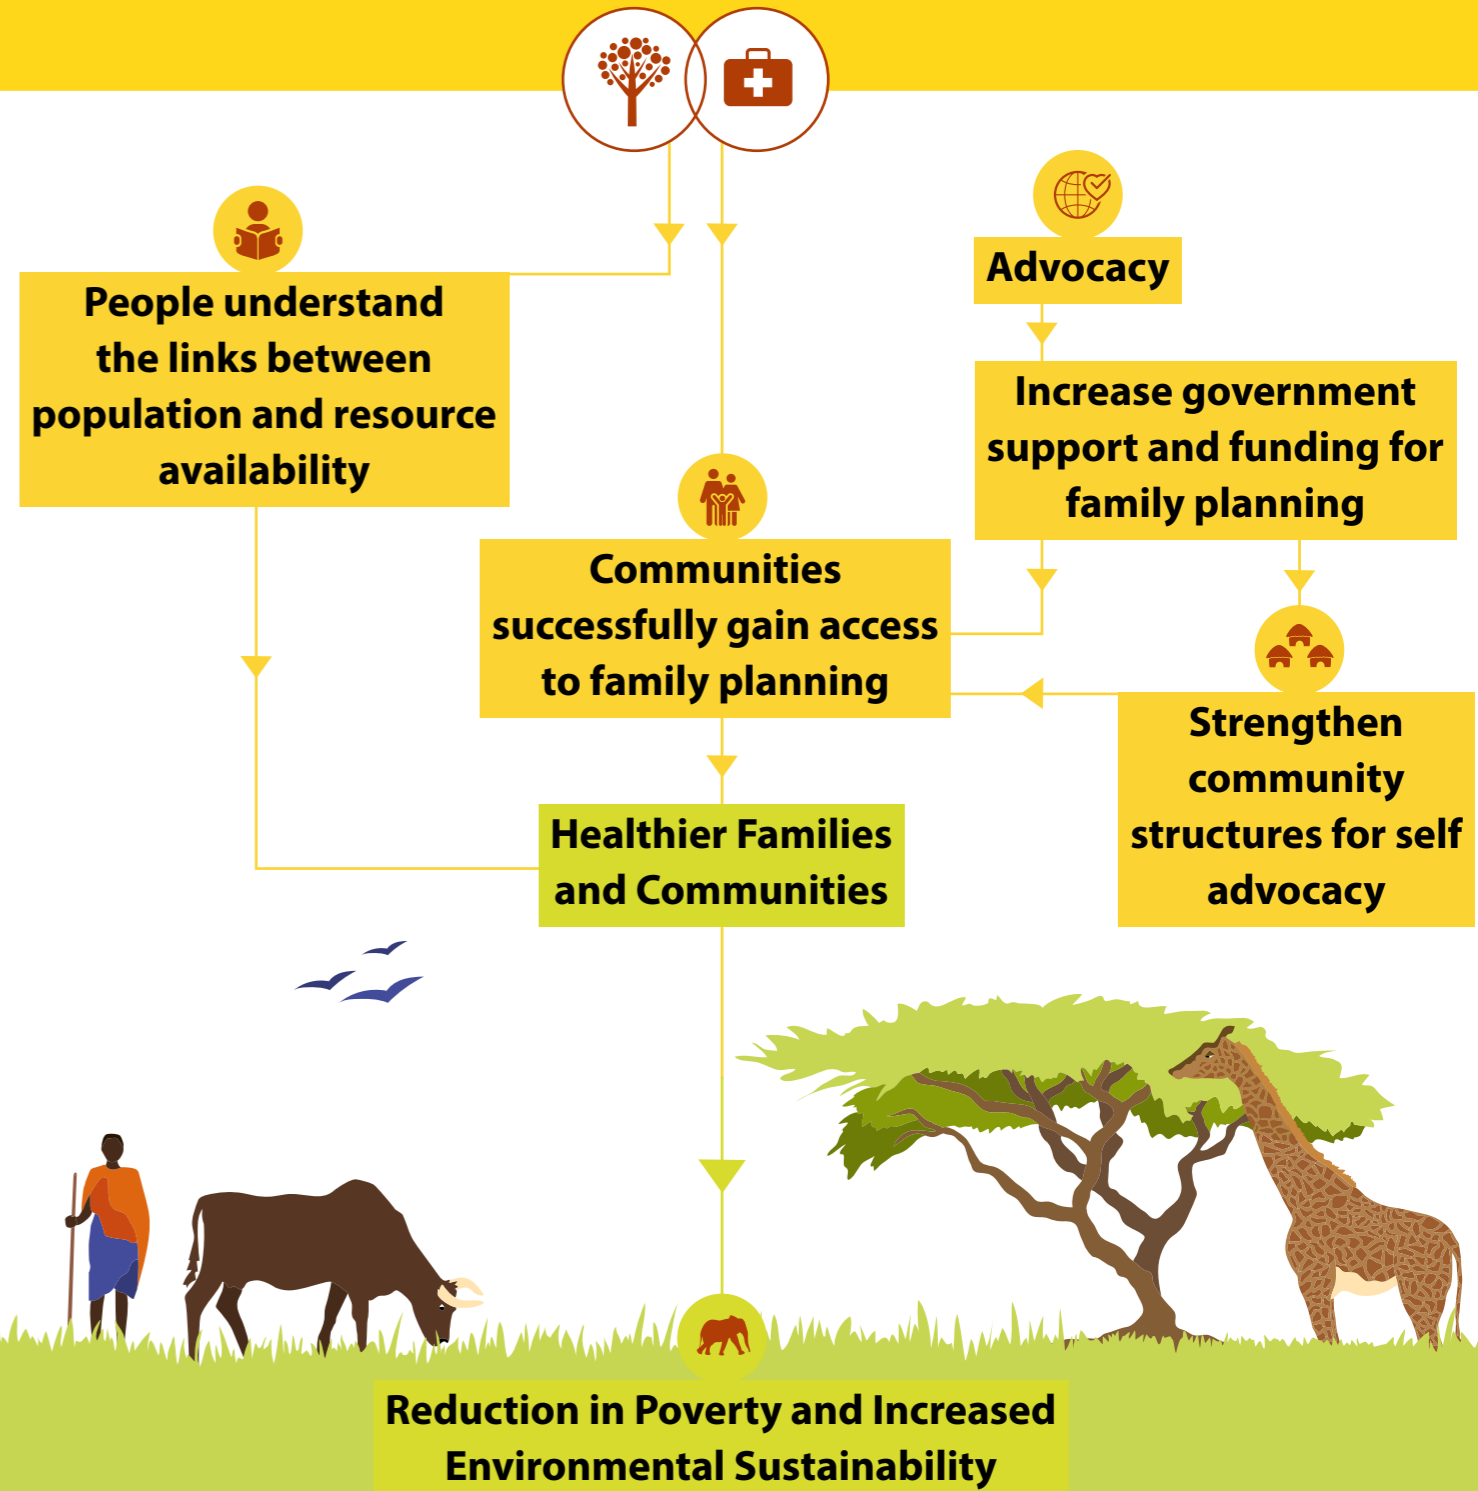 People understand
the links between
population and resource
availability
Advocacy
Increase government
support and funding for
family planning
Communities
successfully gain access
to family planning
Strengthen
community
structures for self
advocacy
Healthier Families
and Communities
Reduction in Poverty and Increased
Environmental Sustainability